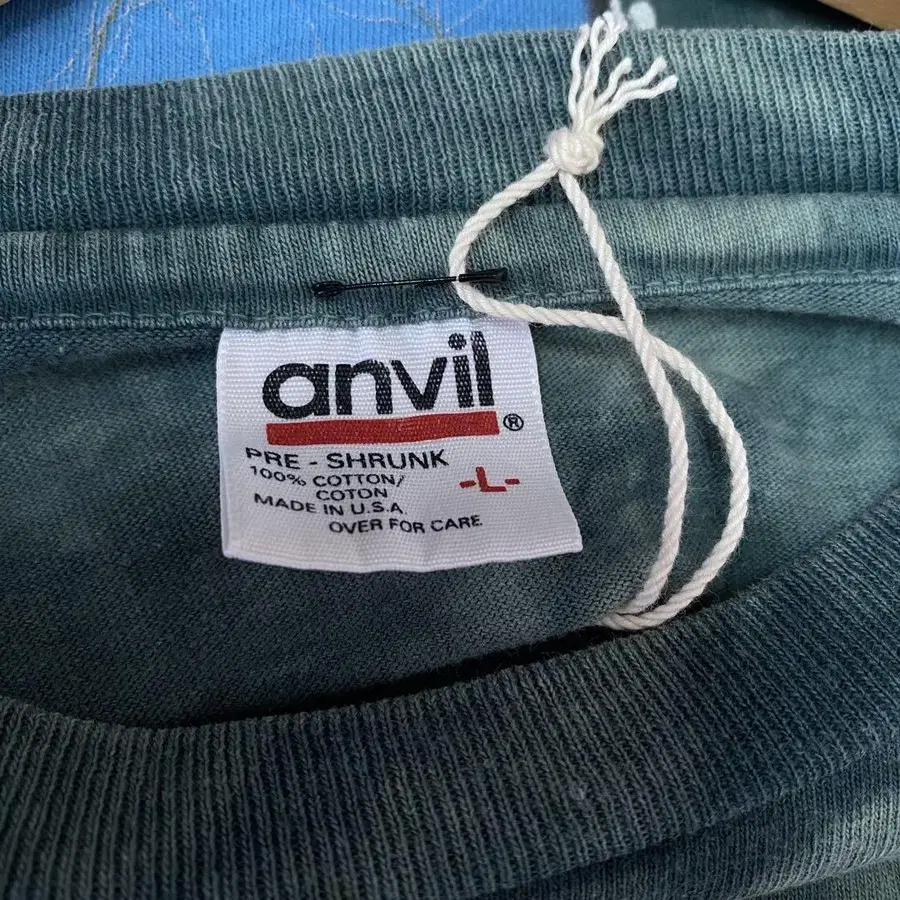 anvil ®
PRE - SHRUNK
100% COTTON/
COTON
-L-
MADE IN U.S.A.
OVER FOR CARE